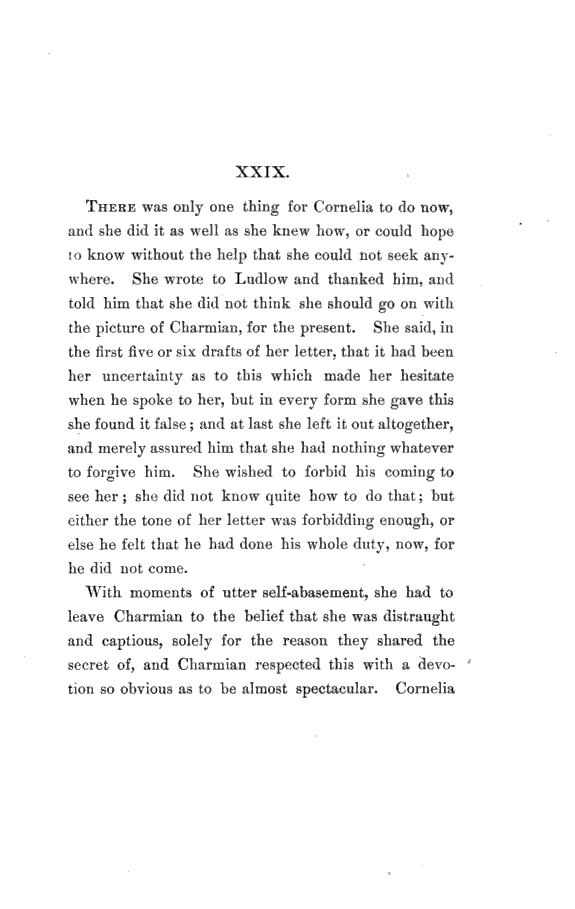 XXIX.
THERE was only one thing for Cornelia to do now,
and she did it as well as she knew how, or could hope
to know without the help that she could not seek any-
where. She wrote to Ludlow and thanked him, and
told him that she did not think she should go on with
the picture of Charmian, for the present. She said, in
the first five or six drafts of her letter, that it had been
her uncertainty as to this which made her hesitate
when he spoke to her, but in every form she gave this
she found it false; and at last she left it out altogether,
and merely assured him that she had nothing whatever
to forgive him. She wished to forbid his coming to
see her; she did not know quite how to do that; but
either the tone of her letter was forbidding enough, or
else he felt that he had done his whole duty, now, for
he did not come.
With moments of utter self-abasement, she had to
leave Charmian to the belief that she was distraught
and captious, solely for the reason they shared the
secret of, and Charmian respected this with a devo-
tion so obvious as to be almost spectacular. Cornelia